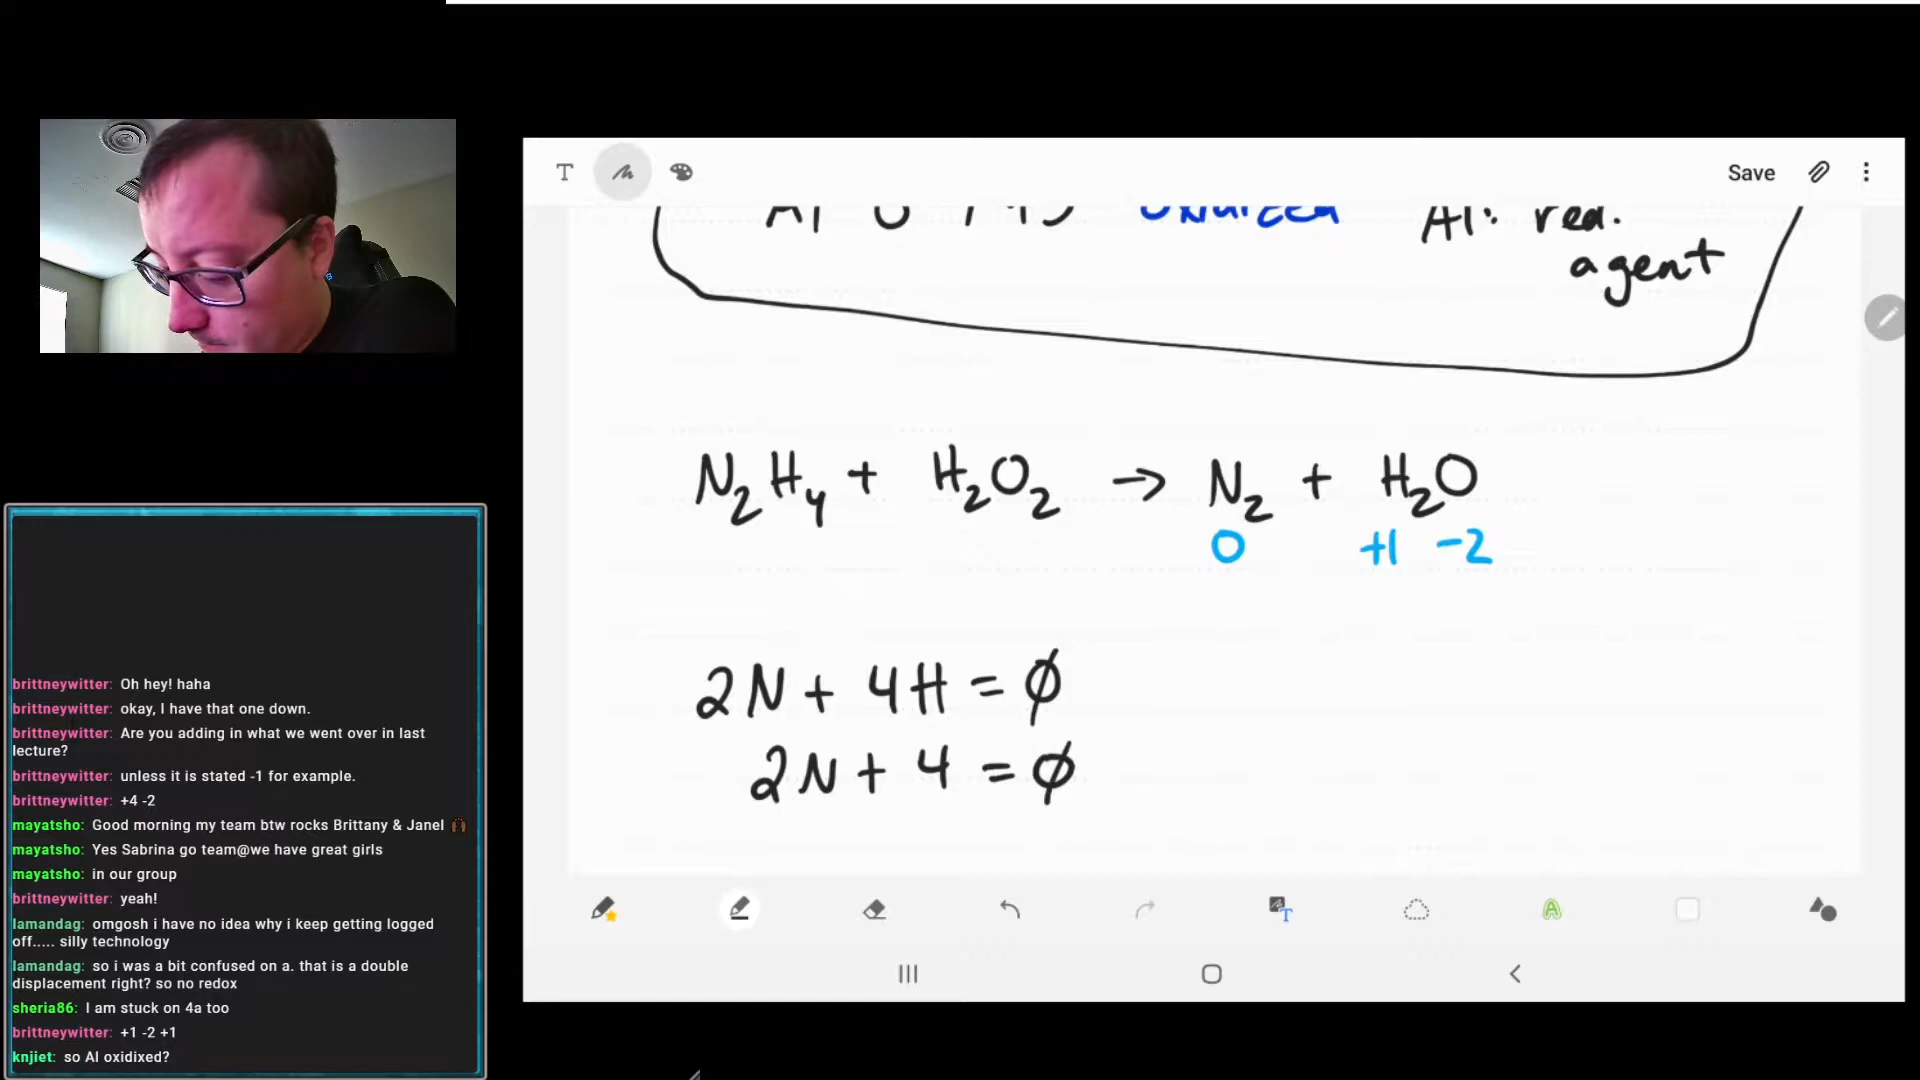 T Save
Al: red.
agent
N₂H₄ + H₂O₂ → N₂ + H₂O
0 +1 -2
2N + 4H = ∅
2N + 4 = ∅
brittneywitter: Oh hey! haha
brittneywitter: okay, I have that one down.
brittneywitter: Are you adding in what we went over in last
lecture?
brittneywitter: unless it is stated -1 for example.
brittneywitter: +4 -2
mayatsho: Good morning my team btw rocks Brittany & Janel
mayatsho: Yes Sabrina go team@we have great girls
mayatsho: in our group
brittneywitter: yeah!
lamandag: omgosh i have no idea why i keep getting logged
off..... silly technology
lamandag: so i was a bit confused on a. that is a double
displacement right? so no redox
sheria86: I am stuck on 4a too
brittneywitter: +1 -2 +1
knjiet: so Al oxidixed?